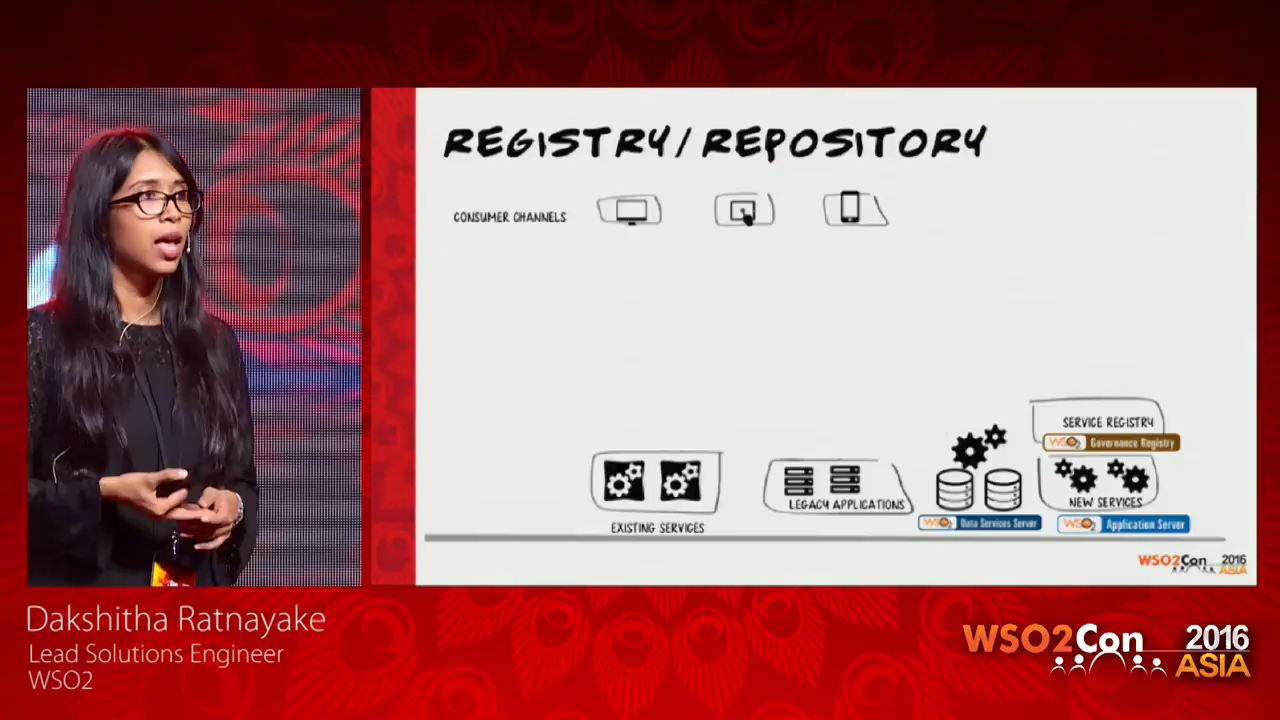 REGISTRY/REPOSITORY
CONSUMER CHANNELS
SERVICE REGISTRY
WSO2 Governance Registry
NEW SERVICES
LEGACY APPLICATIONS
EXISTING SERVICES
WSO2 Data Services Server
WSO2 Application Server
WSO2Con 2016
ASIA
Dakshitha Ratnayake
Lead Solutions Engineer
WSO2
WSO2Con 2016
ASIA